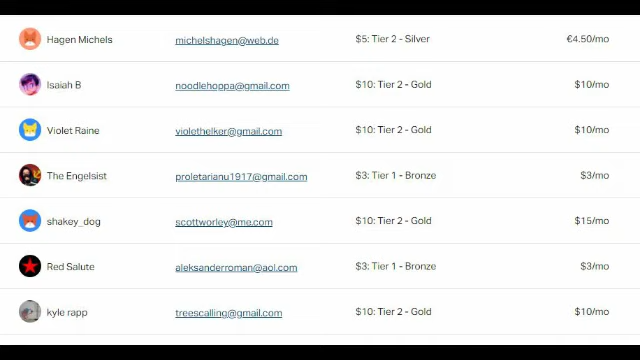 Hagen Michels michelshagen@web.de $5: Tier 2 - Silver €4.50/mo
Isaiah B noodlehoppa@gmail.com $10: Tier 2 - Gold $10/mo
Violet Raine violethelker@gmail.com $10: Tier 2 - Gold $10/mo
The Engelsist proletarianu1917@gmail.com $3: Tier 1 - Bronze $3/mo
shakey_dog scottworley@me.com $10: Tier 2 - Gold $15/mo
Red Salute aleksanderroman@aol.com $3: Tier 1 - Bronze $3/mo
kyle rapp treescalling@gmail.com $10: Tier 2 - Gold $10/mo